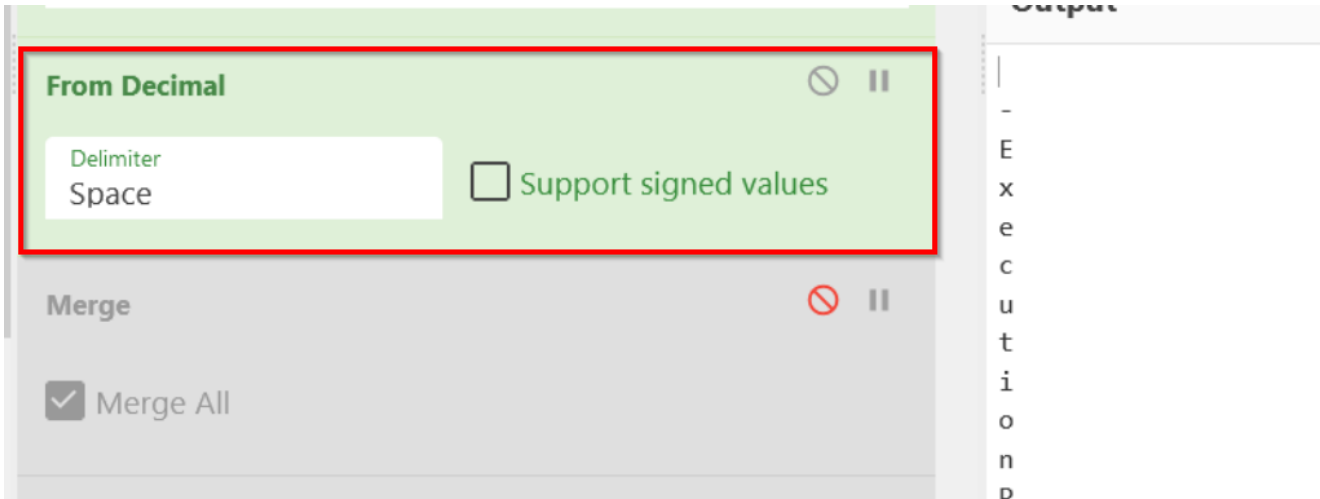 Output
From Decimal
Delimiter
Space
Support signed values
Merge
Merge All
-
E
x
e
c
u
t
i
o
n